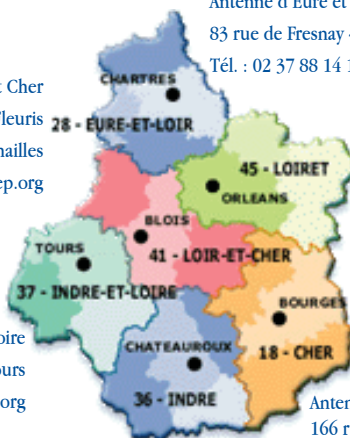 Antenne d'Eure et
83 rue de Fresnay
Tél. : 02 37 88 14
Cher
Fleuris
nailles
ep.org
CHARTRES
28 - EURE-ET-LOIR
45 - LOIRET
ORLEANS
BLOIS
41 - LOIR-ET-CHER
TOURS
37 - INDRE-ET-LOIRE
BOURGES
18 - CHER
CHATEAUROUX
36 - INDRE
oire
ours
org
Anten
166 r